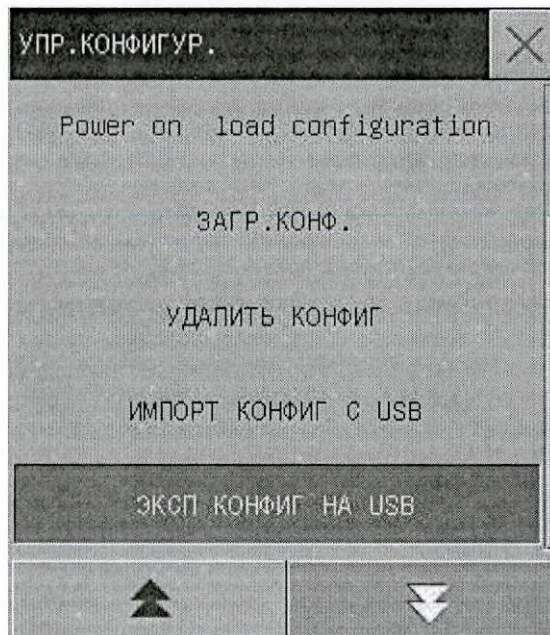 УПР.КОНФИГУР.
Power on load configuration
ЗАГР.КОНФ.
УДАЛИТЬ КОНФИГ
ИМПОРТ КОНФИГ С USB
ЭКСП КОНФИГ НА USB